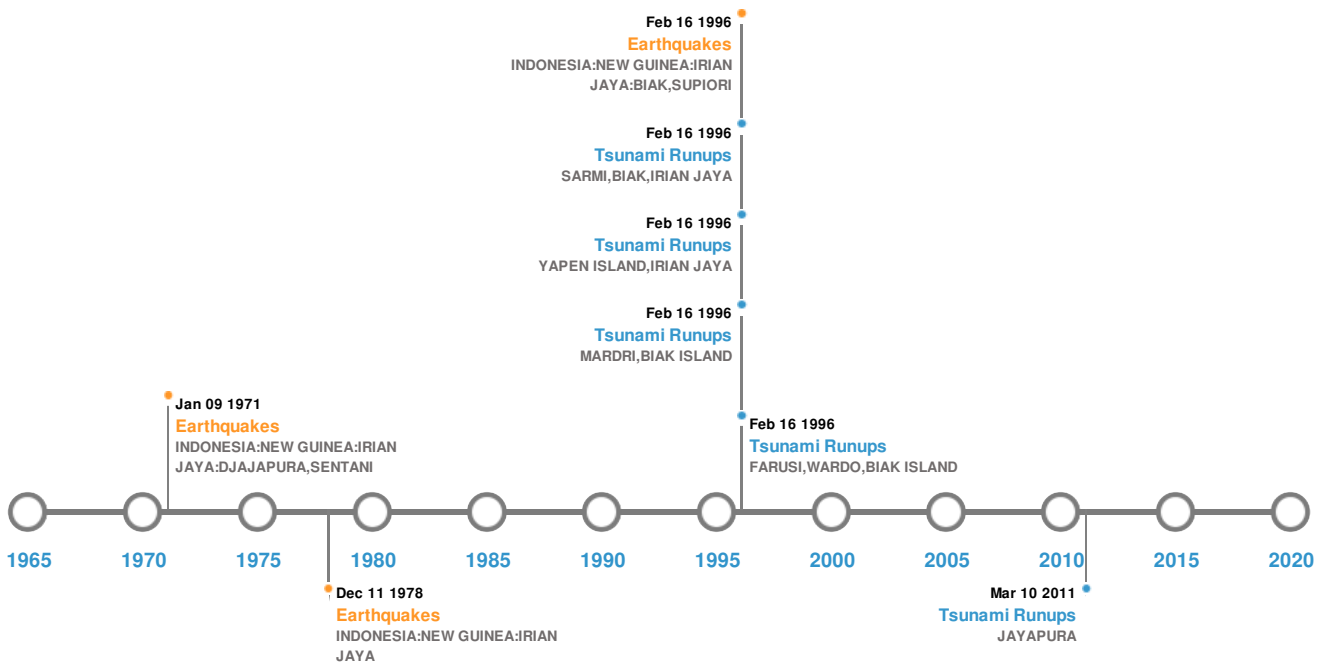 Feb 16 1996
Earthquakes
INDONESIA:NEW GUINEA:IRIAN
JAYA:BIAK,SUPIORI
Feb 16 1996
Tsunami Runups
SARMI,BIAK,IRIAN JAYA
Feb 16 1996
Tsunami Runups
YAPEN ISLAND,IRIAN JAYA
Feb 16 1996
Tsunami Runups
MARDRI,BIAK ISLAND
Jan 09 1971
Earthquakes
INDONESIA:NEW GUINEA:IRIAN
JAYA:DJAJAPURA,SENTANI
Feb 16 1996
Tsunami Runups
FARUSI,WARDO,BIAK ISLAND
1965 1970 1975 1980 1985 1990 1995 2000 2005 2010 2015 2020
Dec 11 1978
Earthquakes
INDONESIA:NEW GUINEA:IRIAN
JAYA
Mar 10 2011
Tsunami Runups
JAYAPURA